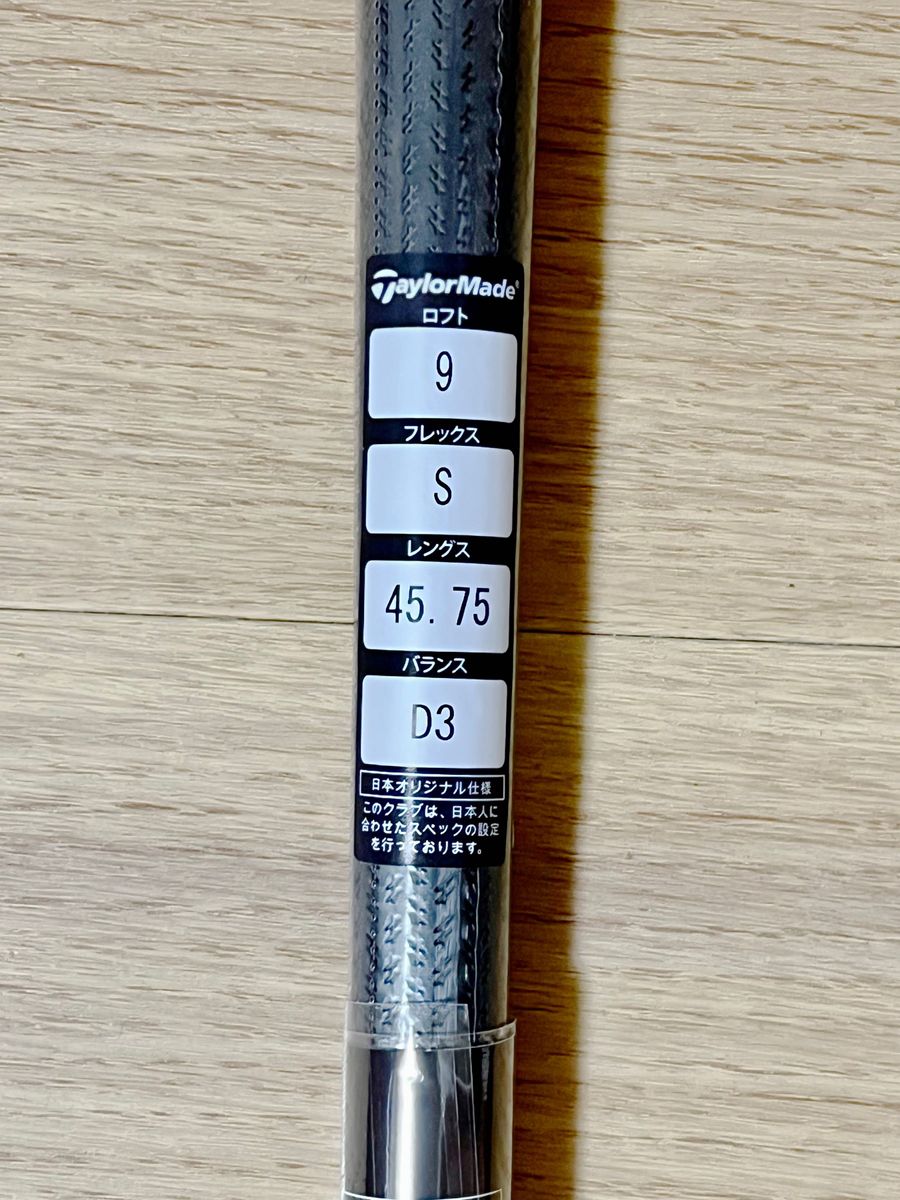 TaylorMade®
ロフト
9
フレックス
S
レングス
45.75
バランス
D3
日本オリジナル仕様
このクラブは、日本人に
合わせたスペックの設定
を行っております。